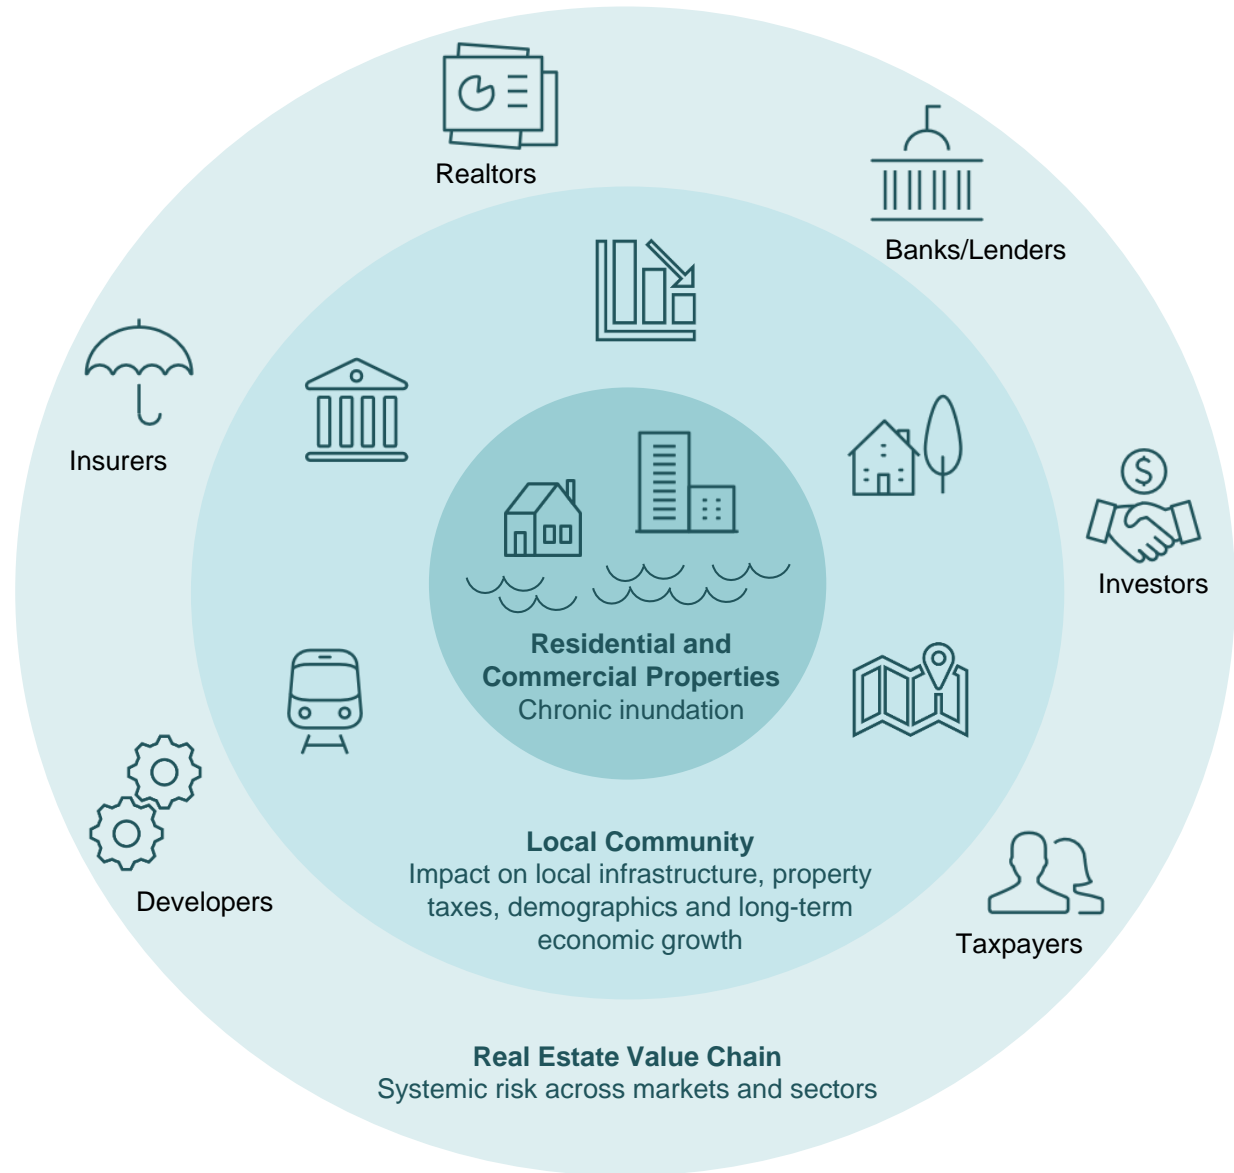 Realtors
Banks/Lenders
Insurers
$
Investors
Residential and
Commercial Properties
Chronic inundation
Local Community
Impact on local infrastructure, property
taxes, demographics and long-term
economic growth
Developers
Taxpayers
Real Estate Value Chain
Systemic risk across markets and sectors